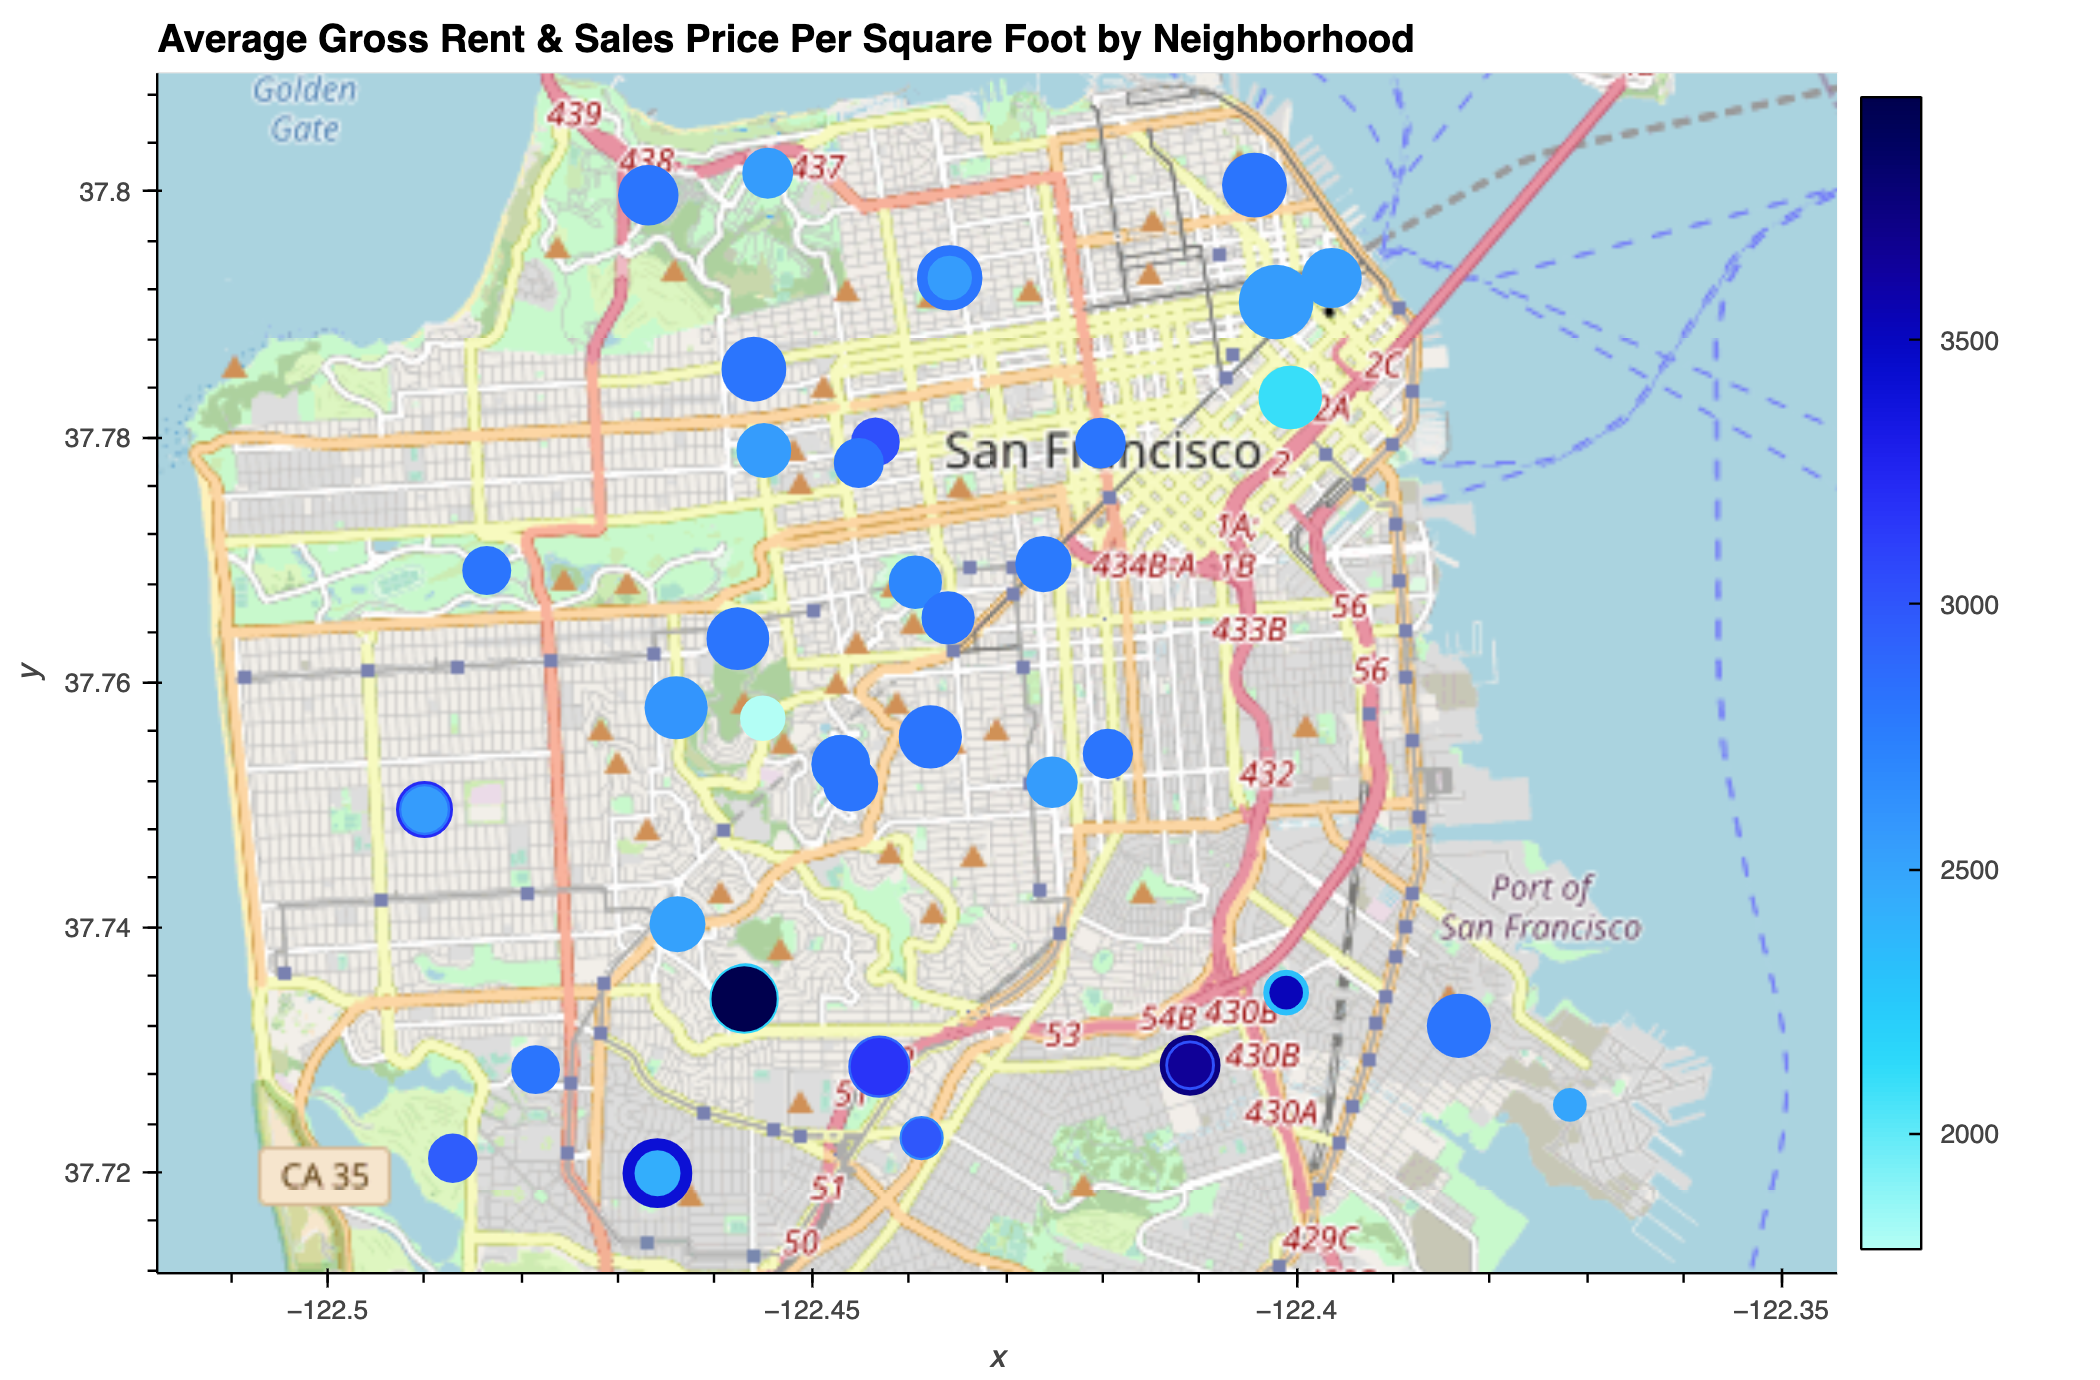 Average Gross Rent & Sales Price Per Square Foot by Neighborhood
Golden
Gate
439
438
437
37.8
2C
3500
2A
37.78
San Francisco
2
1A;
434B-A
1B
3000
56
433B
37.76
56
y
432
2500
Port of
San Francisco
37.74
54B
430B
53
430B
51
430A
2000
CA 35
37.72
51
50
429C
−122.5
−122.45
−122.4
−122.35
x